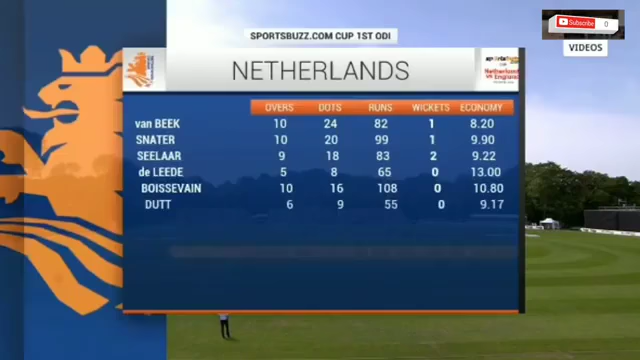 Subscribe 0
VIDEOS
SPORTSBUZZ.COM CUP 1ST ODI
NETHERLANDS
Netherlands
vs England
OVERS DOTS RUNS WICKETS ECONOMY
van BEEK 10 24 82 1 8.20
SNATER 10 20 99 1 9.90
SEELAAR 9 18 83 2 9.22
de LEEDE 5 8 65 0 13.00
BOISSEVAIN 10 16 108 0 10.80
DUTT 6 9 55 0 9.17